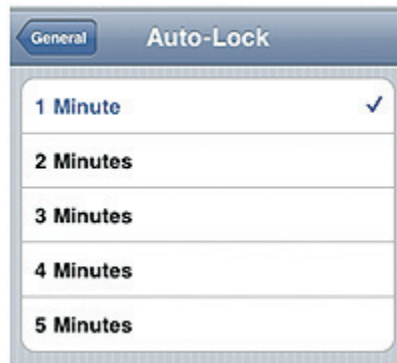 General Auto-Lock
1 Minute
2 Minutes
3 Minutes
4 Minutes
5 Minutes